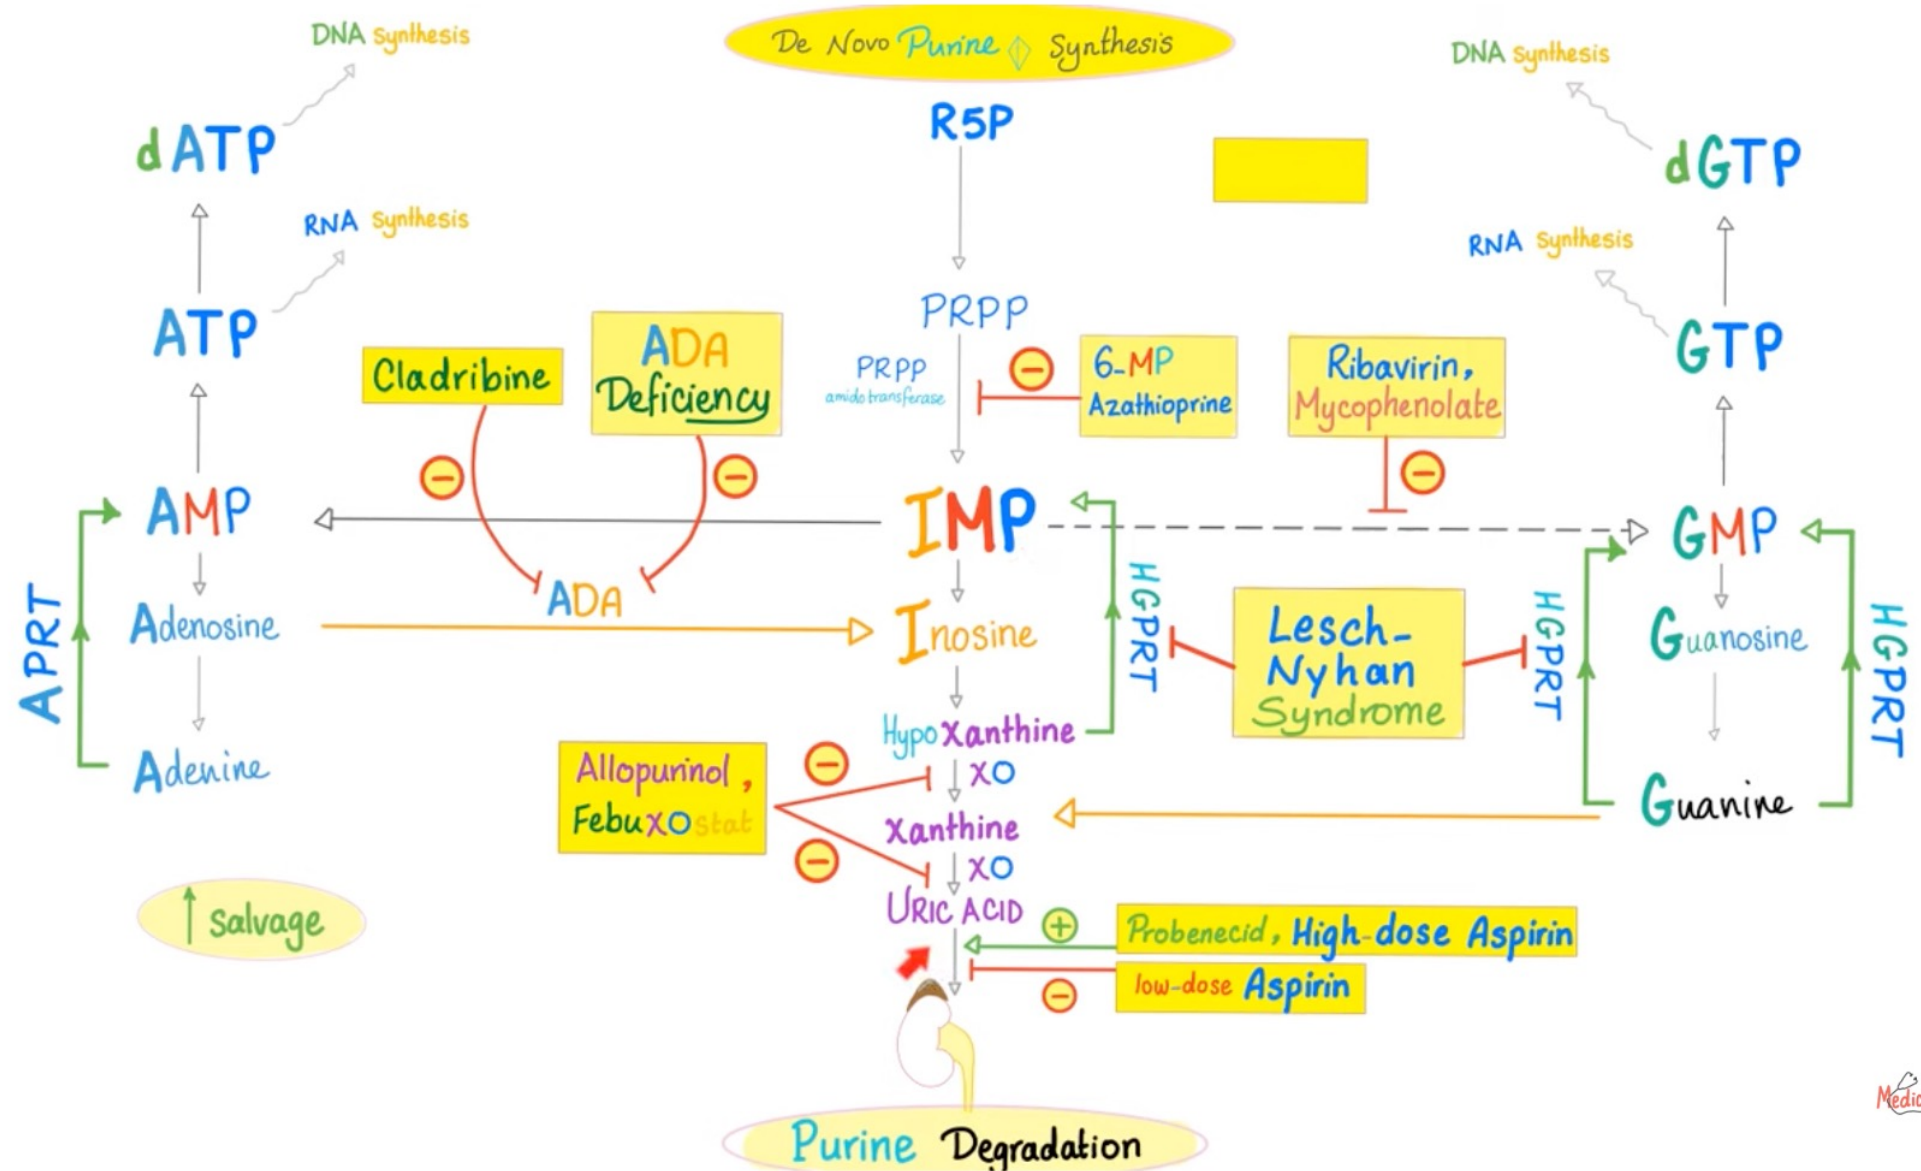 De Novo Purine Synthesis
DNA Synthesis
DNA Synthesis
R5P
dATP
dGTP
RNA Synthesis
RNA Synthesis
PRPP
ATP
GTP
Cladribine
ADA
Deficiency
PRPP
amidotransferase
6-MP
Azathioprine
Ribavirin,
Mycophenolate
AMP
IMP
GMP
ADA
Adenosine
Inosine
Guanosine
APRT
HGPRT
Lesch-
Nyhan
Syndrome
HGPRT
HGPRT
Adenine
HypoXanthine
XO
Guanine
Allopurinol,
FebuXOstat
Xanthine
XO
URIC ACID
Salvage
Probenecid, High-dose Aspirin
low-dose Aspirin
Purine Degradation